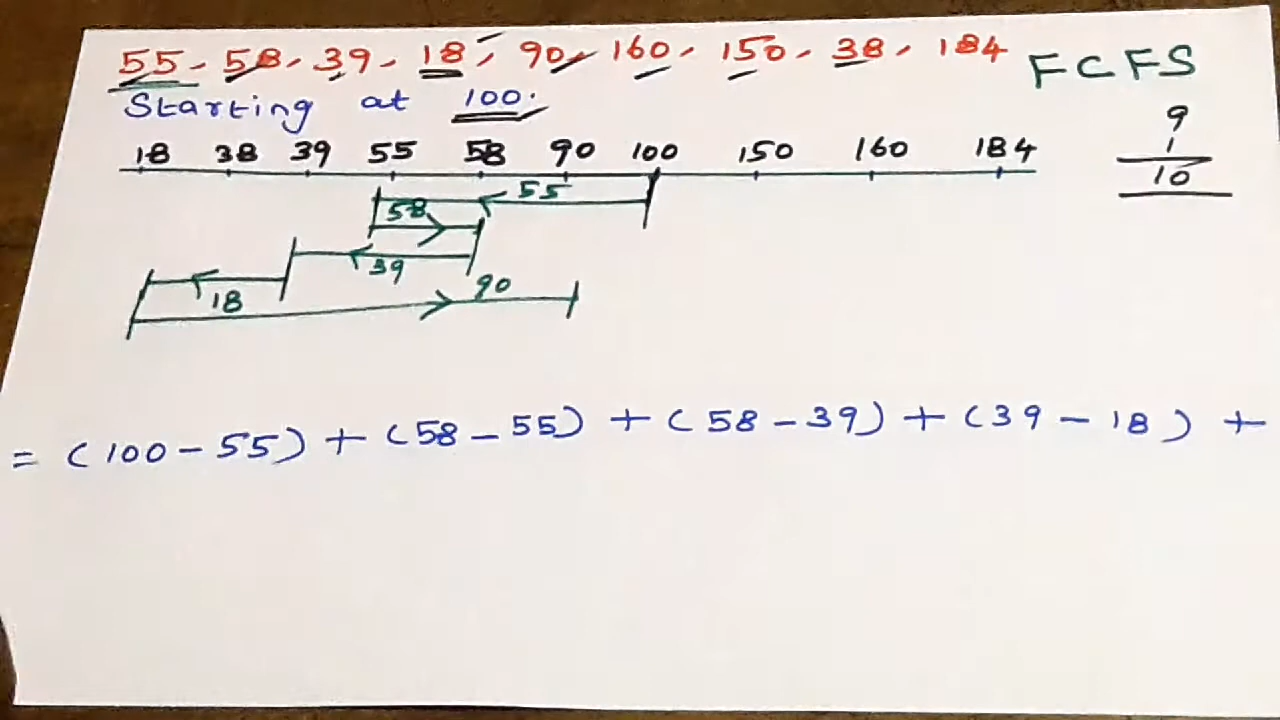 55, 58, 39, 18, 90, 160, 150, 38, 184
FCFS
Starting at 100.
9
1
10
18 38 39 55 58 90 100 150 160 184
55
58
39
18
90
= (100 - 55) + (58 - 55) + (58 - 39) + (39 - 18) +